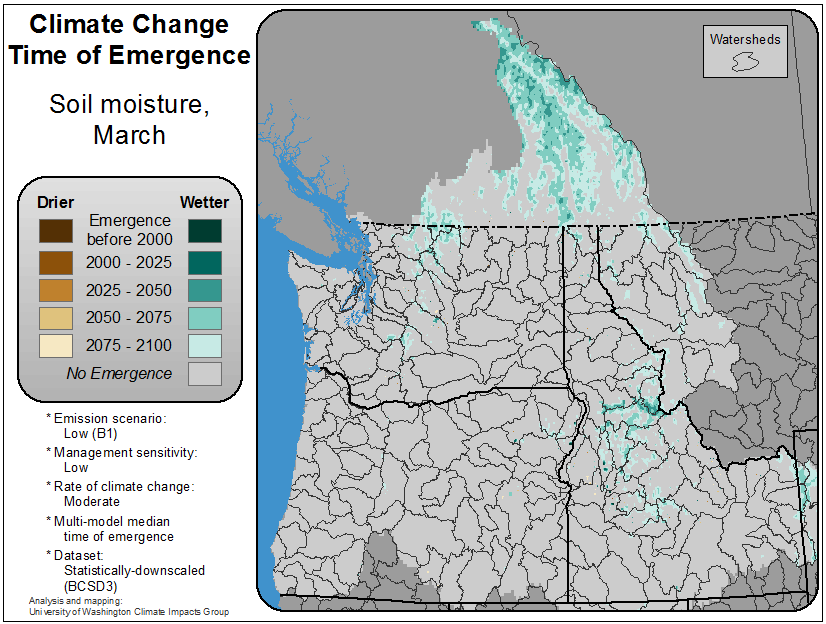 Climate Change
Time of Emergence
Soil moisture,
March
Drier Wetter
Emergence
before 2000
2000 - 2025
2025 - 2050
2050 - 2075
2075 - 2100
No Emergence
* Emission scenario:
Low (B1)
* Management sensitivity:
Low
* Rate of climate change:
Moderate
* Multi-model median
time of emergence
* Dataset:
Statistically-downscaled
(BCSD3)
Analysis and mapping:
University of Washington Climate Impacts Group
Watersheds